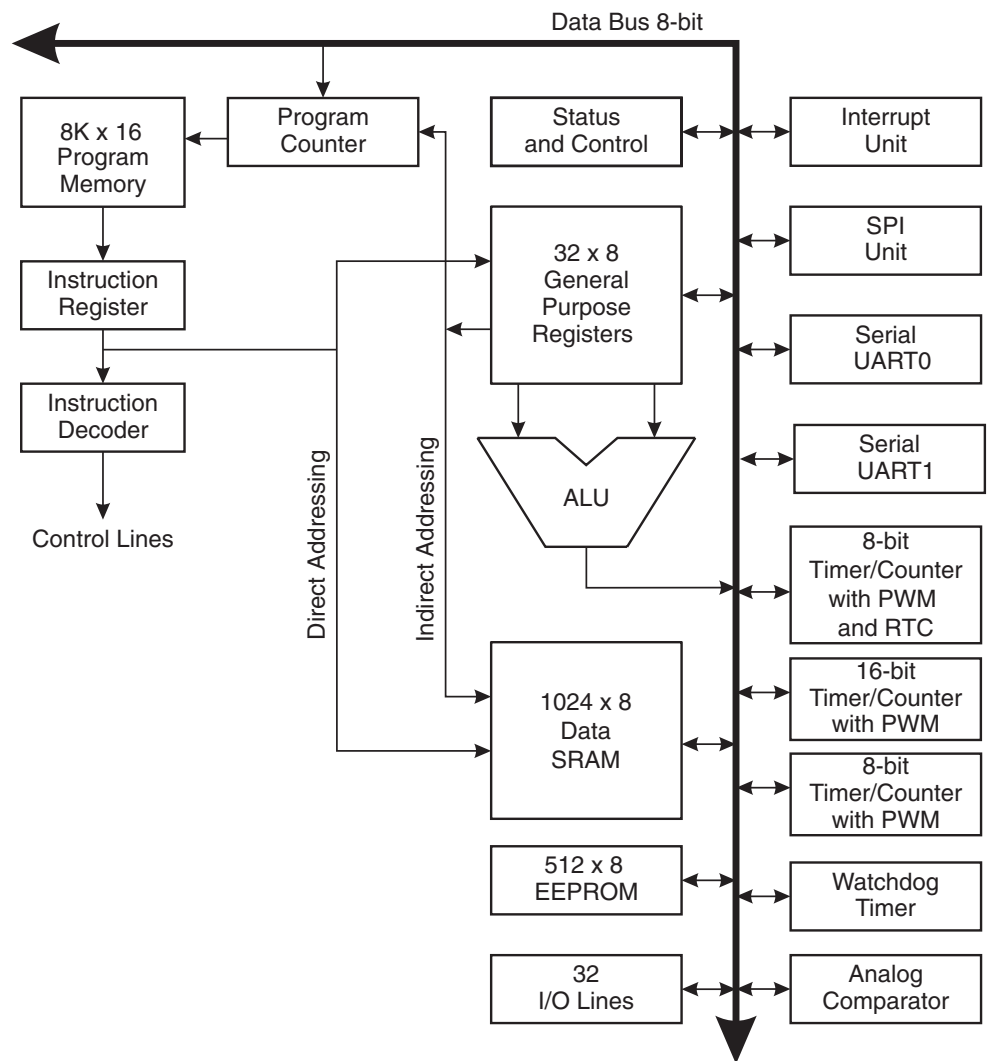 Data Bus 8-bit
8K x 16
Program
Memory
Program
Counter
Status
and Control
Interrupt
Unit
32 x 8
General
Purpose
Registers
SPI
Unit
Instruction
Register
Serial
UART0
Instruction
Decoder
Direct Addressing
Indirect Addressing
ALU
Serial
UART1
Control Lines
8-bit
Timer/Counter
with PWM
and RTC
1024 x 8
Data
SRAM
16-bit
Timer/Counter
with PWM
8-bit
Timer/Counter
with PWM
512 x 8
EEPROM
Watchdog
Timer
32
I/O Lines
Analog
Comparator